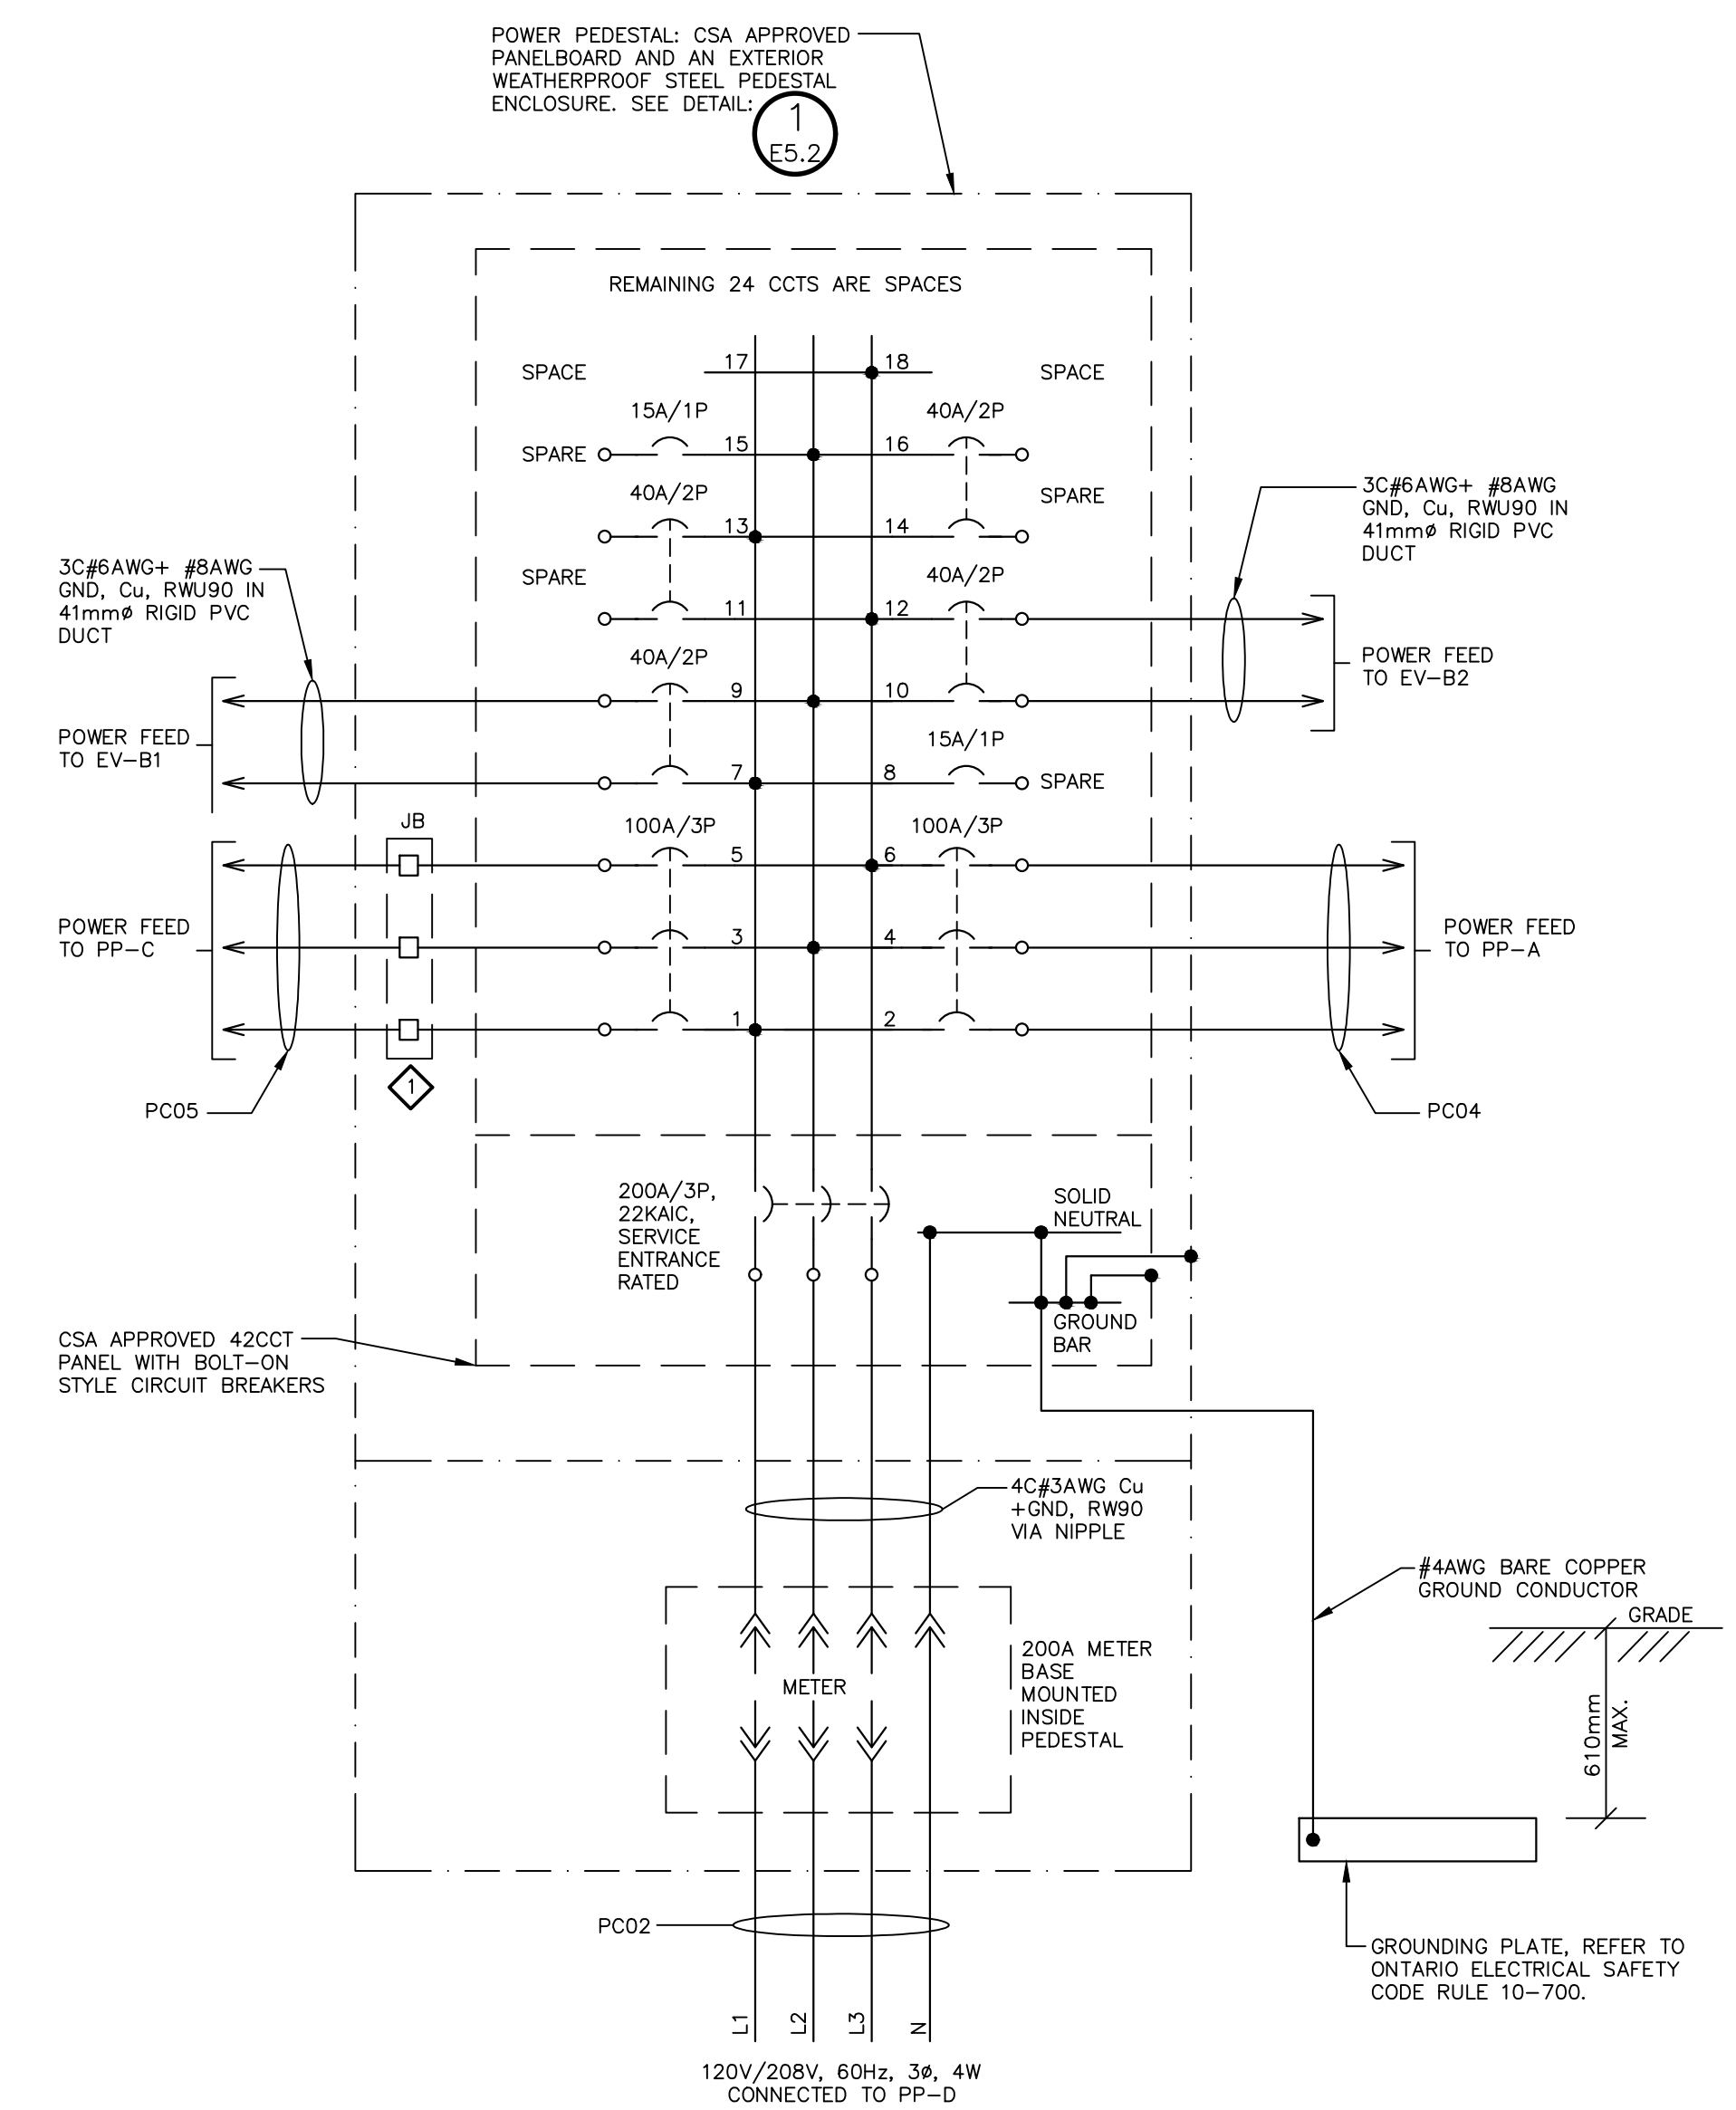 POWER PEDESTAL: CSA APPROVED
PANELBOARD AND AN EXTERIOR
WEATHERPROOF STEEL PEDESTAL
ENCLOSURE. SEE DETAIL:
1
E5.2
REMAINING 24 CCTS ARE SPACES
SPACE
17
18
SPACE
15A/1P
40A/2P
SPARE
15
16
40A/2P
SPARE
13
14
SPARE
40A/2P
11
12
3C#6AWG+ #8AWG
GND, Cu, RWU90 IN
41mmø RIGID PVC
DUCT
POWER FEED
TO EV-B2
3C#6AWG+ #8AWG
GND, Cu, RWU90 IN
41mmø RIGID PVC
DUCT
40A/2P
9
10
POWER FEED
TO EV-B1
15A/1P
7
8
SPARE
JB
100A/3P
100A/3P
5
6
POWER FEED
TO PP-C
3
4
POWER FEED
TO PP-A
1
2
1
PC05
PC04
200A/3P,
22KAIC,
SERVICE
ENTRANCE
RATED
SOLID
NEUTRAL
GROUND
BAR
CSA APPROVED 42CCT
PANEL WITH BOLT-ON
STYLE CIRCUIT BREAKERS
4C#3AWG Cu
+GND, RW90
VIA NIPPLE
#4AWG BARE COPPER
GROUND CONDUCTOR
GRADE
METER
200A METER
BASE
MOUNTED
INSIDE
PEDESTAL
610mm
MAX.
PC02
GROUNDING PLATE, REFER TO
ONTARIO ELECTRICAL SAFETY
CODE RULE 10-700.
L1
L2
L3
N
120V/208V, 60Hz, 3ø, 4W
CONNECTED TO PP-D